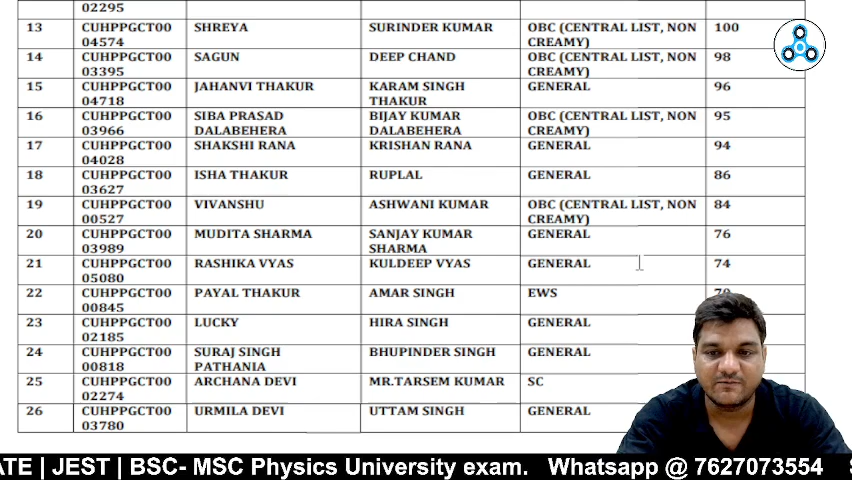 02295
13 CUHPPGCT00 SHREYA SURINDER KUMAR OBC (CENTRAL LIST, NON 100
04574 CREAMY)
14 CUHPPGCT00 SAGUN DEEP CHAND OBC (CENTRAL LIST, NON 98
03395 CREAMY)
15 CUHPPGCT00 JAHANVI THAKUR KARAM SINGH GENERAL 96
04718 THAKUR
16 CUHPPGCT00 SIBA PRASAD BIJAY KUMAR OBC (CENTRAL LIST, NON 95
03966 DALABEHERA DALABEHERA CREAMY)
17 CUHPPGCT00 SHAKSHI RANA KRISHAN RANA GENERAL 94
04028
18 CUHPPGCT00 ISHA THAKUR RUPLAL GENERAL 86
03627
19 CUHPPGCT00 VIVANSHU ASHWANI KUMAR OBC (CENTRAL LIST, NON 84
00527 CREAMY)
20 CUHPPGCT00 MUDITA SHARMA SANJAY KUMAR GENERAL 76
03989 SHARMA
21 CUHPPGCT00 RASHIKA VYAS KULDEEP VYAS GENERAL 74
05080
22 CUHPPGCT00 PAYAL THAKUR AMAR SINGH EWS
00845
23 CUHPPGCT00 LUCKY HIRA SINGH GENERAL
02185
24 CUHPPGCT00 SURAJ SINGH BHUPINDER SINGH GENERAL
00818 PATHANIA
25 CUHPPGCT00 ARCHANA DEVI MR.TARSEM KUMAR SC
02274
26 CUHPPGCT00 URMILA DEVI UTTAM SINGH GENERAL
03780
ATE | JEST | BSC- MSC Physics University exam. Whatsapp @ 7627073554